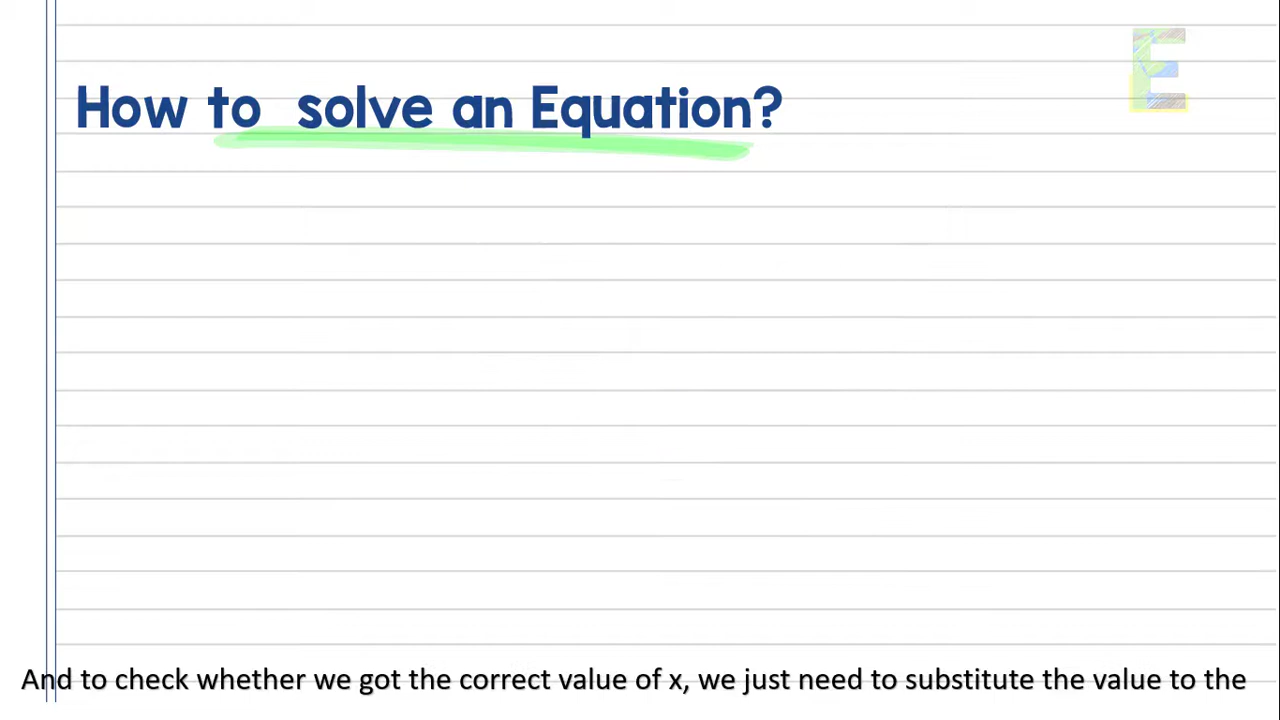 E
How to solve an Equation?
And to check whether we got the correct value of x, we just need to substitute the value to the